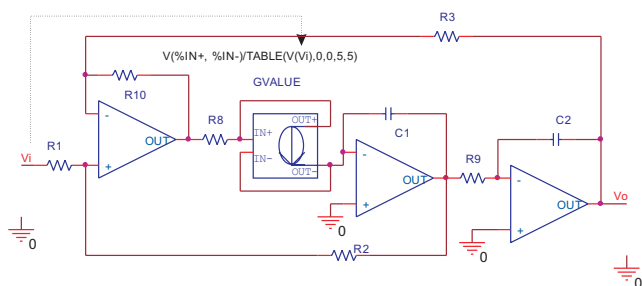 R3
V(%IN+, %IN-)/TABLE(V(Vi),0,0,5,5)
R10
GVALUE
R1
R8
OUT+
IN+
IN-
OUT-
C1
C2
-
+
OUT
Vi
-
+
OUT
R9
-
+
OUT
Vo
0
0
0
R2
0